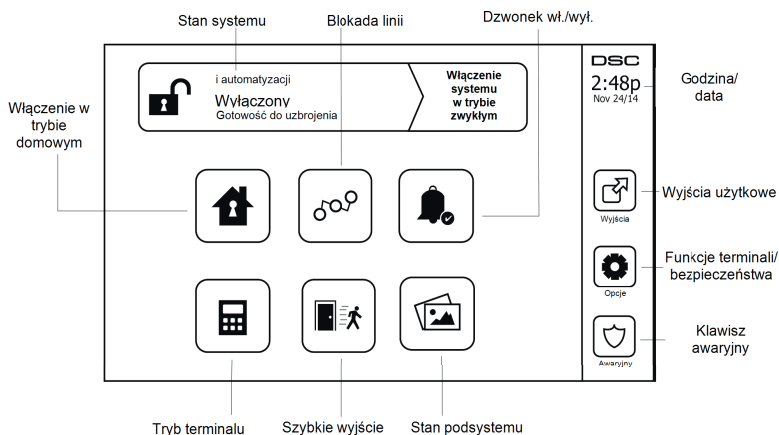 Stan systemu
Blokada linii
Dzwonek wł./wył.
Włączenie w
trybie
domowym
i automatyzacji
Wyłączony
Gotowość do uzbrojenia
Włączenie
systemu
w trybie
zwykłym
DSC
2:48p
Nov 24/14
Godzina/
data
Wyjścia
Wyjścia użytkowe
Opcje
Funkcje terminali/
bezpieczeństwa
Awaryjny
Klawisz
awaryjny
Tryb terminalu
Szybkie wyjście
Stan podsystemu